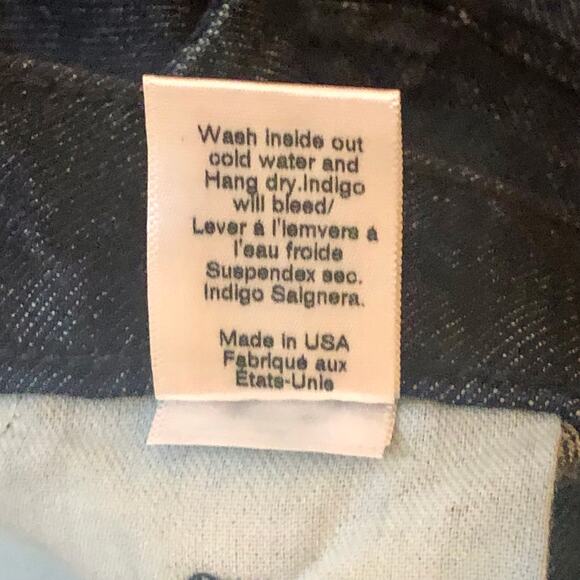 Wash inside out
cold water and
Hang dry.Indigo
will bleed/
Lever á l'iemvers a
l'eau froide
Suspendex sec.
Indigo Saignera.
Made in USA
Fabriqué aux
États-Unie